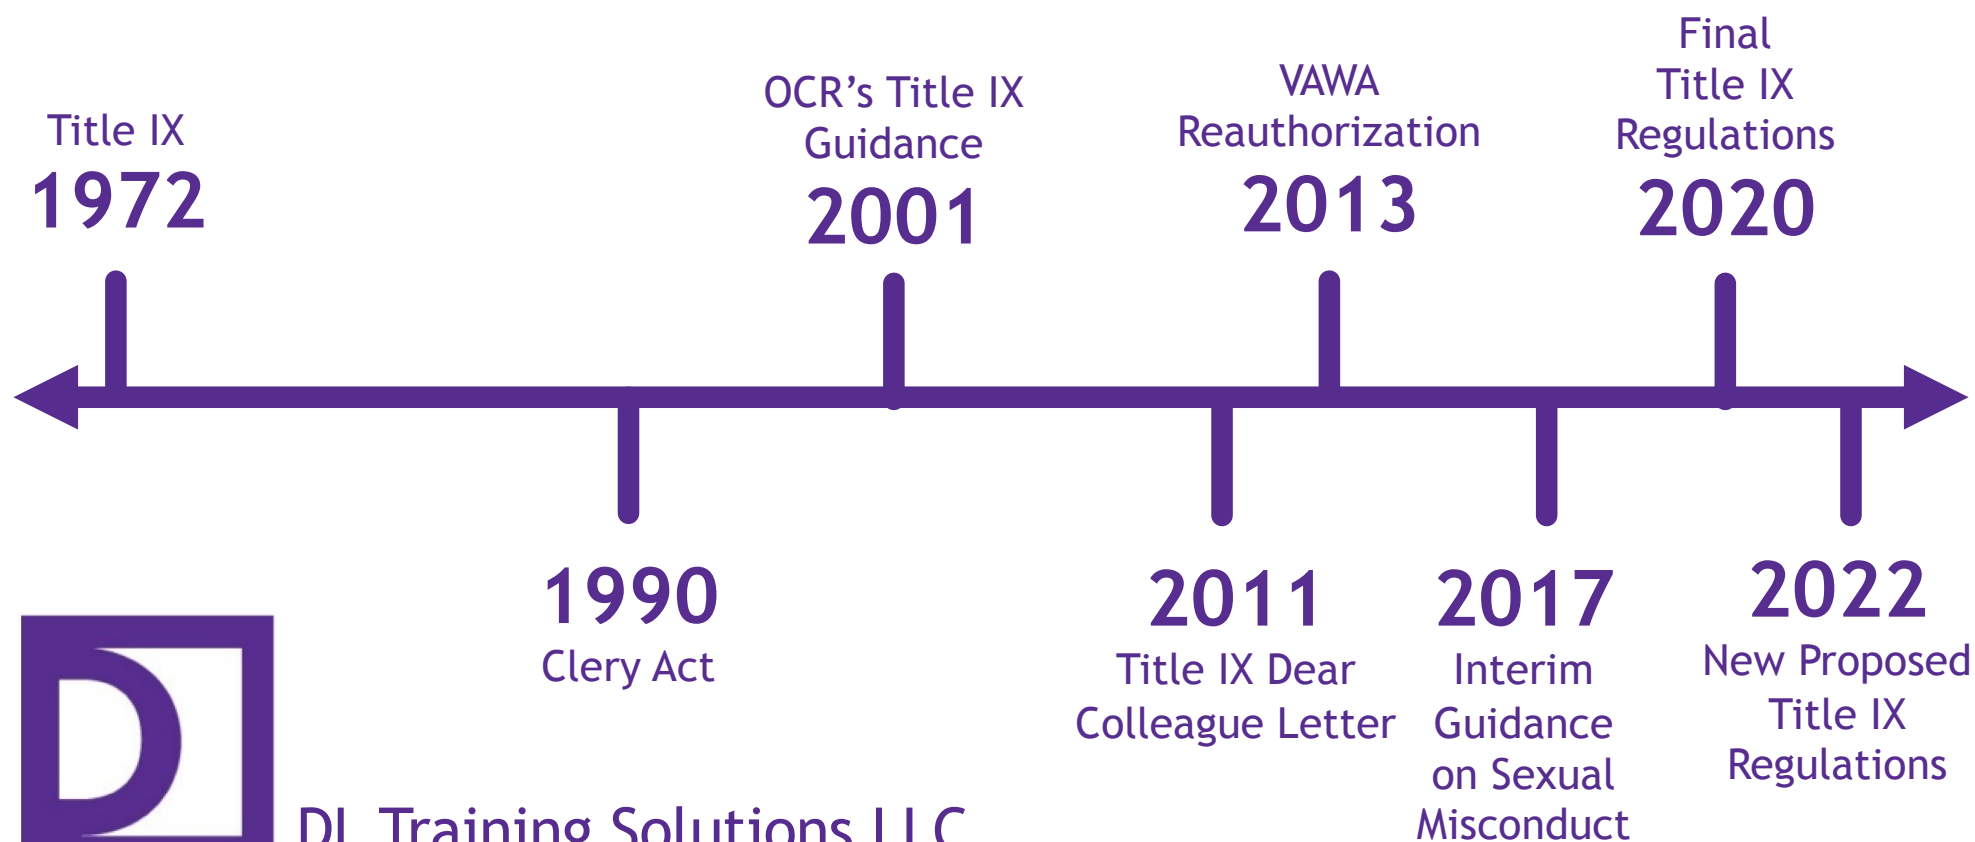 Title IX
1972
OCR’s Title IX
Guidance
2001
VAWA
Reauthorization
2013
Final
Title IX
Regulations
2020
1990
Clery Act
2011
Title IX Dear
Colleague Letter
2017
Interim
Guidance
on Sexual
Misconduct
2022
New Proposed
Title IX
Regulations
D
DL Training Solutions LLC